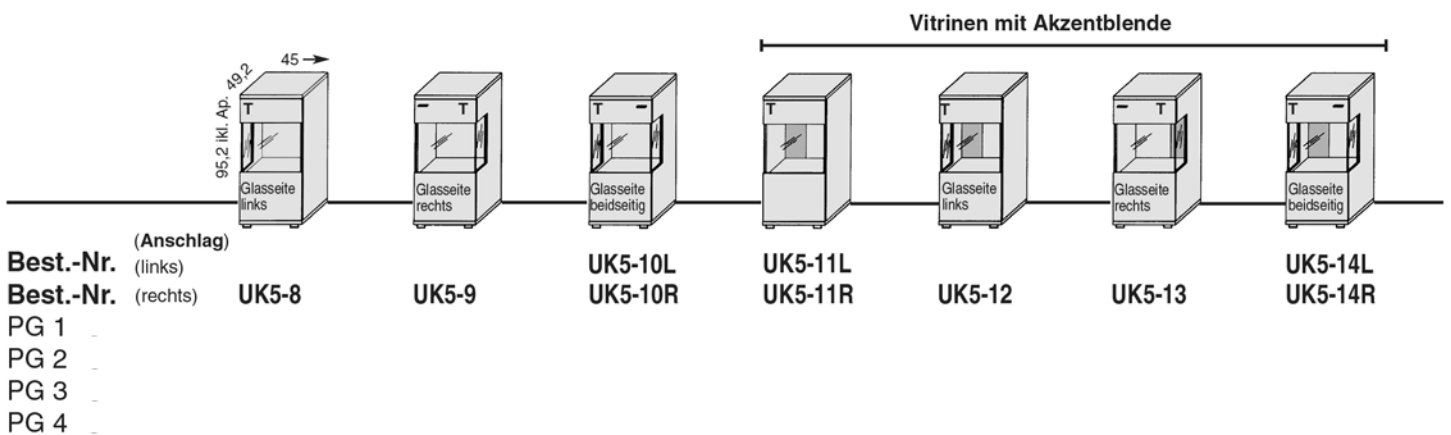 Vitrinen mit Akzentblende
45
49,2
95,2 ikl. Ap.
T
T
T
T
T
T
T
Glasseite
links
Glasseite
rechts
Glasseite
beidseitig
Glasseite
links
Glasseite
rechts
Glasseite
beidseitig
(Anschlag)
Best.-Nr. (links) UK5-10L UK5-11L UK5-14L
Best.-Nr. (rechts) UK5-8 UK5-9 UK5-10R UK5-11R UK5-12 UK5-13 UK5-14R
PG 1
PG 2
PG 3
PG 4